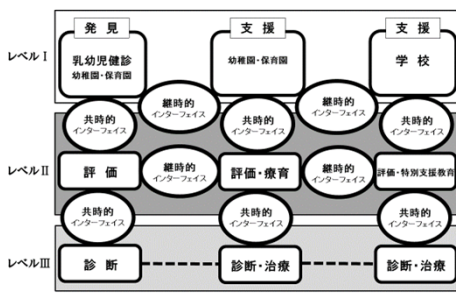 発 見
支 援
支 援
レベルⅠ
乳幼児健診
幼稚園・保育園
幼稚園・保育園
学 校
継時的
インターフェイス
継時的
インターフェイス
共時的
インターフェイス
共時的
インターフェイス
共時的
インターフェイス
レベルⅡ
評 価
継時的
インターフェイス
評価・療育
継時的
インターフェイス
評価・特別支援教育
共時的
インターフェイス
共時的
インターフェイス
共時的
インターフェイス
レベルⅢ
診 断
診断・治療
診断・治療